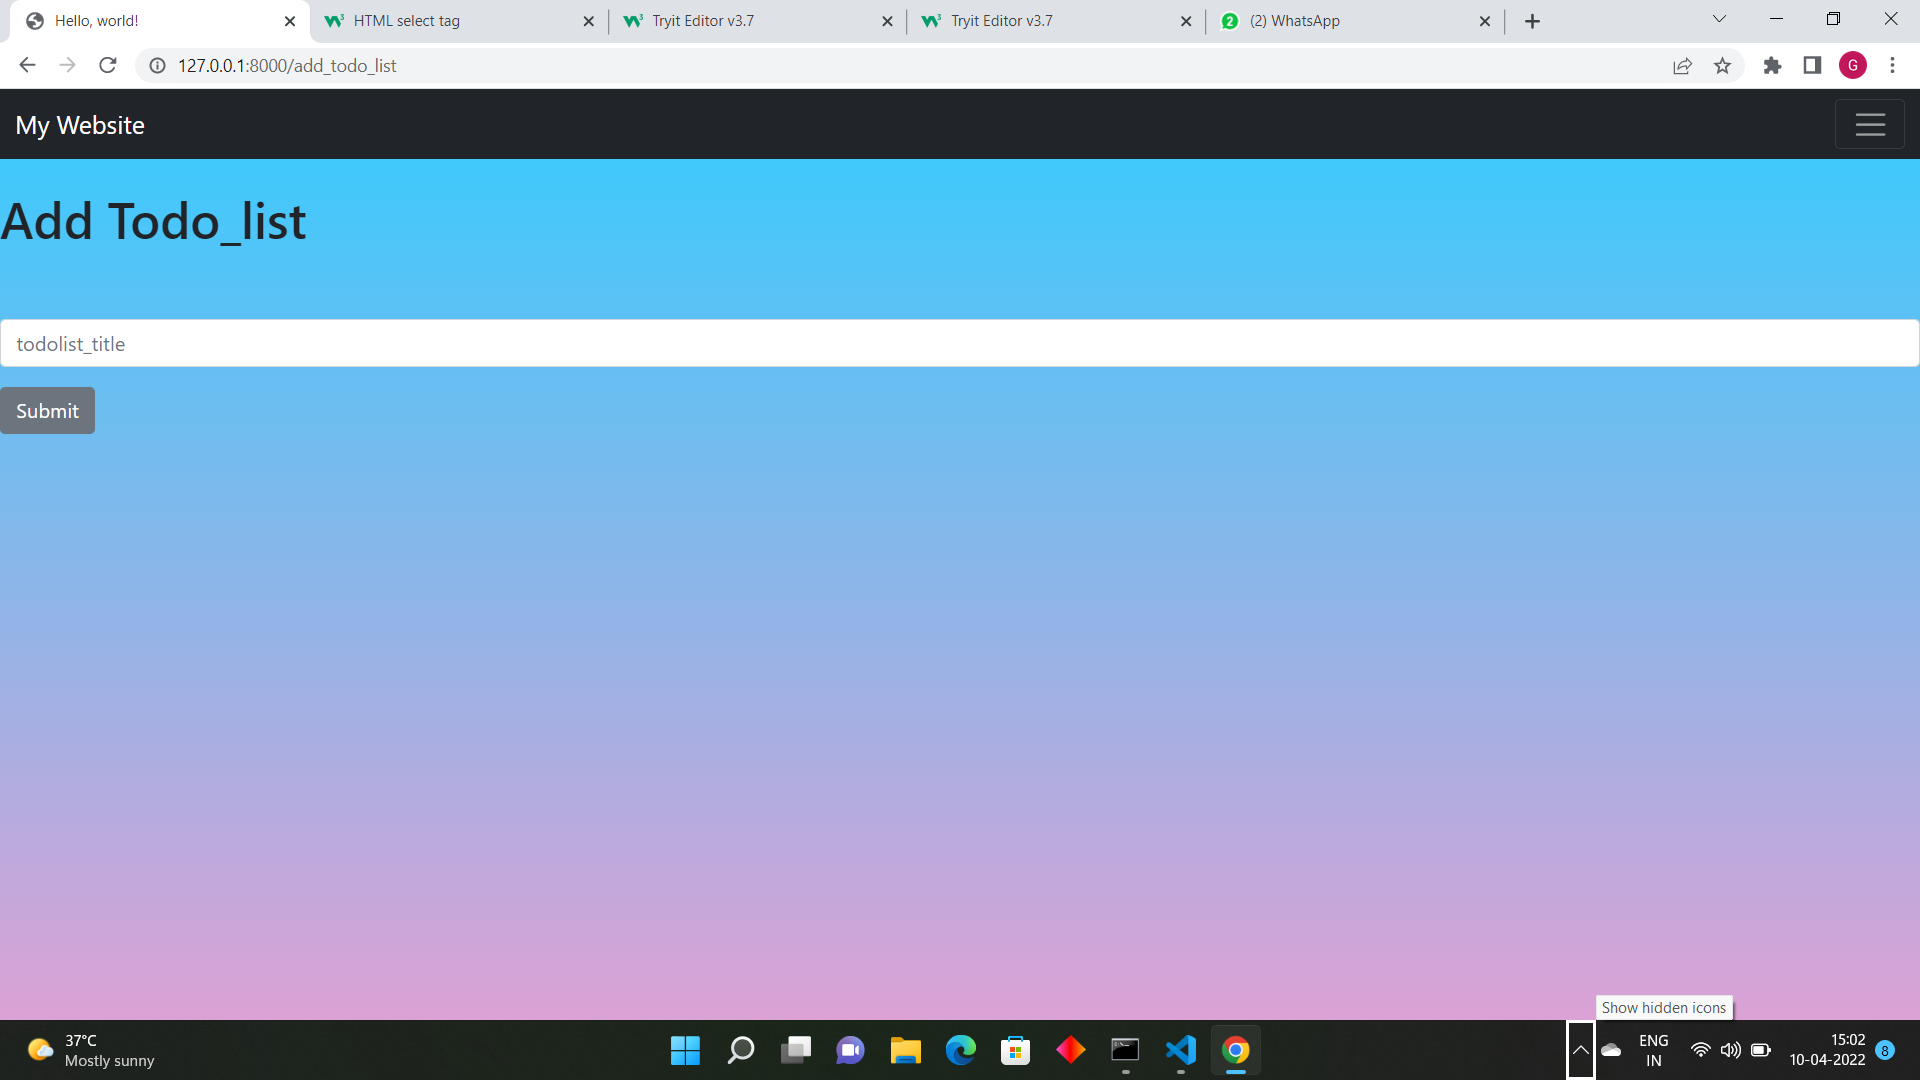 Hello, world!
HTML select tag
Tryit Editor v3.7
Tryit Editor v3.7
2 (2) WhatsApp
127.0.0.1:8000/add_todo_list
G
My Website
Add Todo_list
todolist_title
Submit
Show hidden icons
37°C
Mostly sunny
ENG
IN
15:02
10-04-2022
8